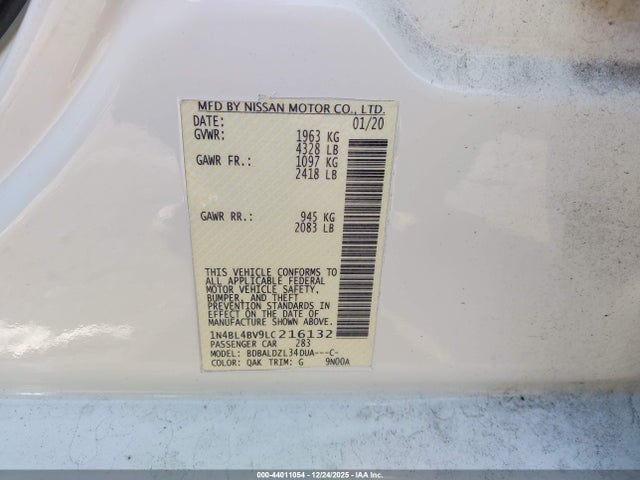 MFD BY NISSAN MOTOR CO., LTD.
DATE: 01/20
GVWR: 1963 KG
4328 LB
GAWR FR.: 1097 KG
2418 LB
GAWR RR.: 945 KG
2083 LB
THIS VEHICLE CONFORMS TO
ALL APPLICABLE FEDERAL
MOTOR VEHICLE SAFETY,
BUMPER, AND THEFT
PREVENTION STANDARDS IN
EFFECT ON THE DATE OF
MANUFACTURE SHOWN ABOVE.
1N4BL4BV9LC216132
PASSENGER CAR 283
MODEL: BDBALDZL34DUA---C-
COLOR: QAK TRIM: G 9N00A
000-44011054 - 12/24/2025 - IAAI Inc.